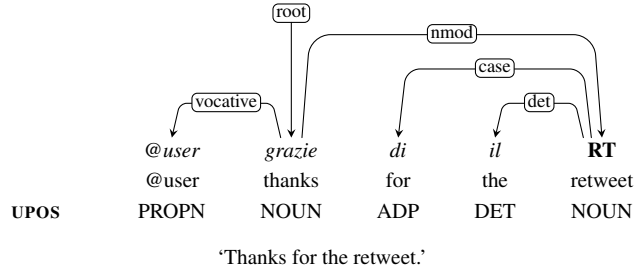 root
nmod
case
vocative
det
@user grazie di il RT
@user thanks for the retweet
UPOS PROPN NOUN ADP DET NOUN
‘Thanks for the retweet.’